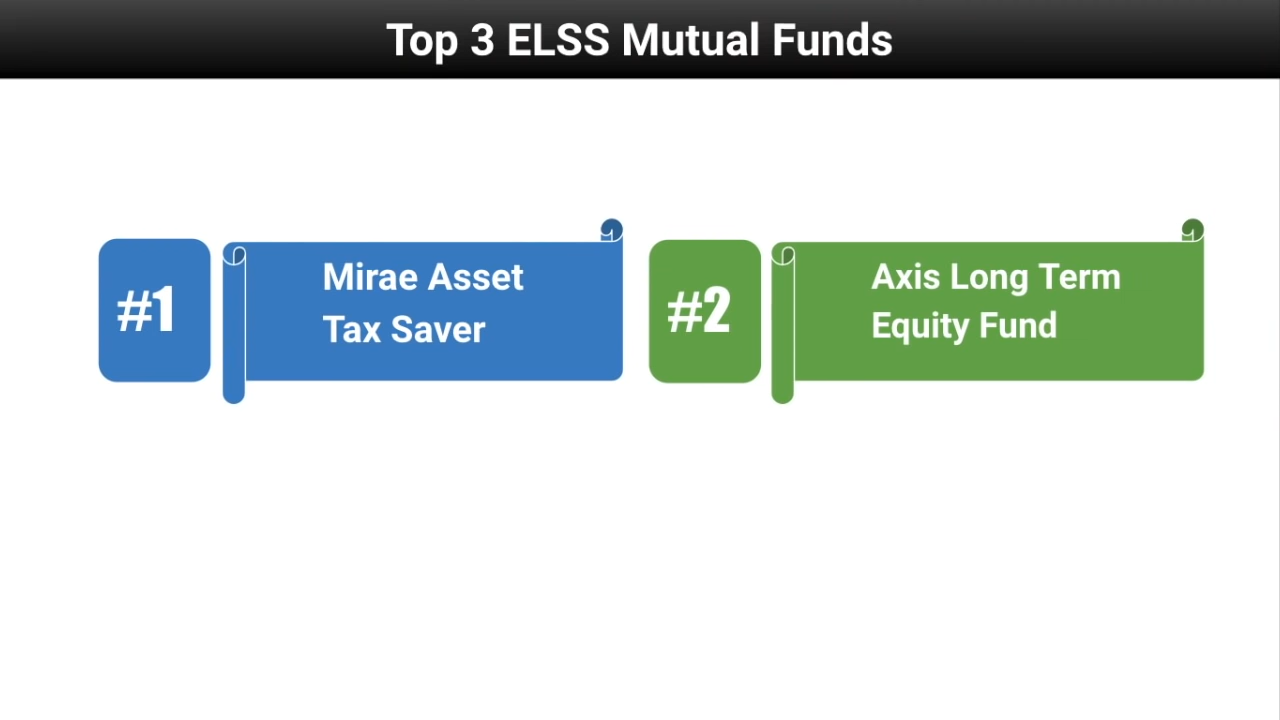 Top 3 ELSS Mutual Funds
#1
Mirae Asset
Tax Saver
#2
Axis Long Term
Equity Fund